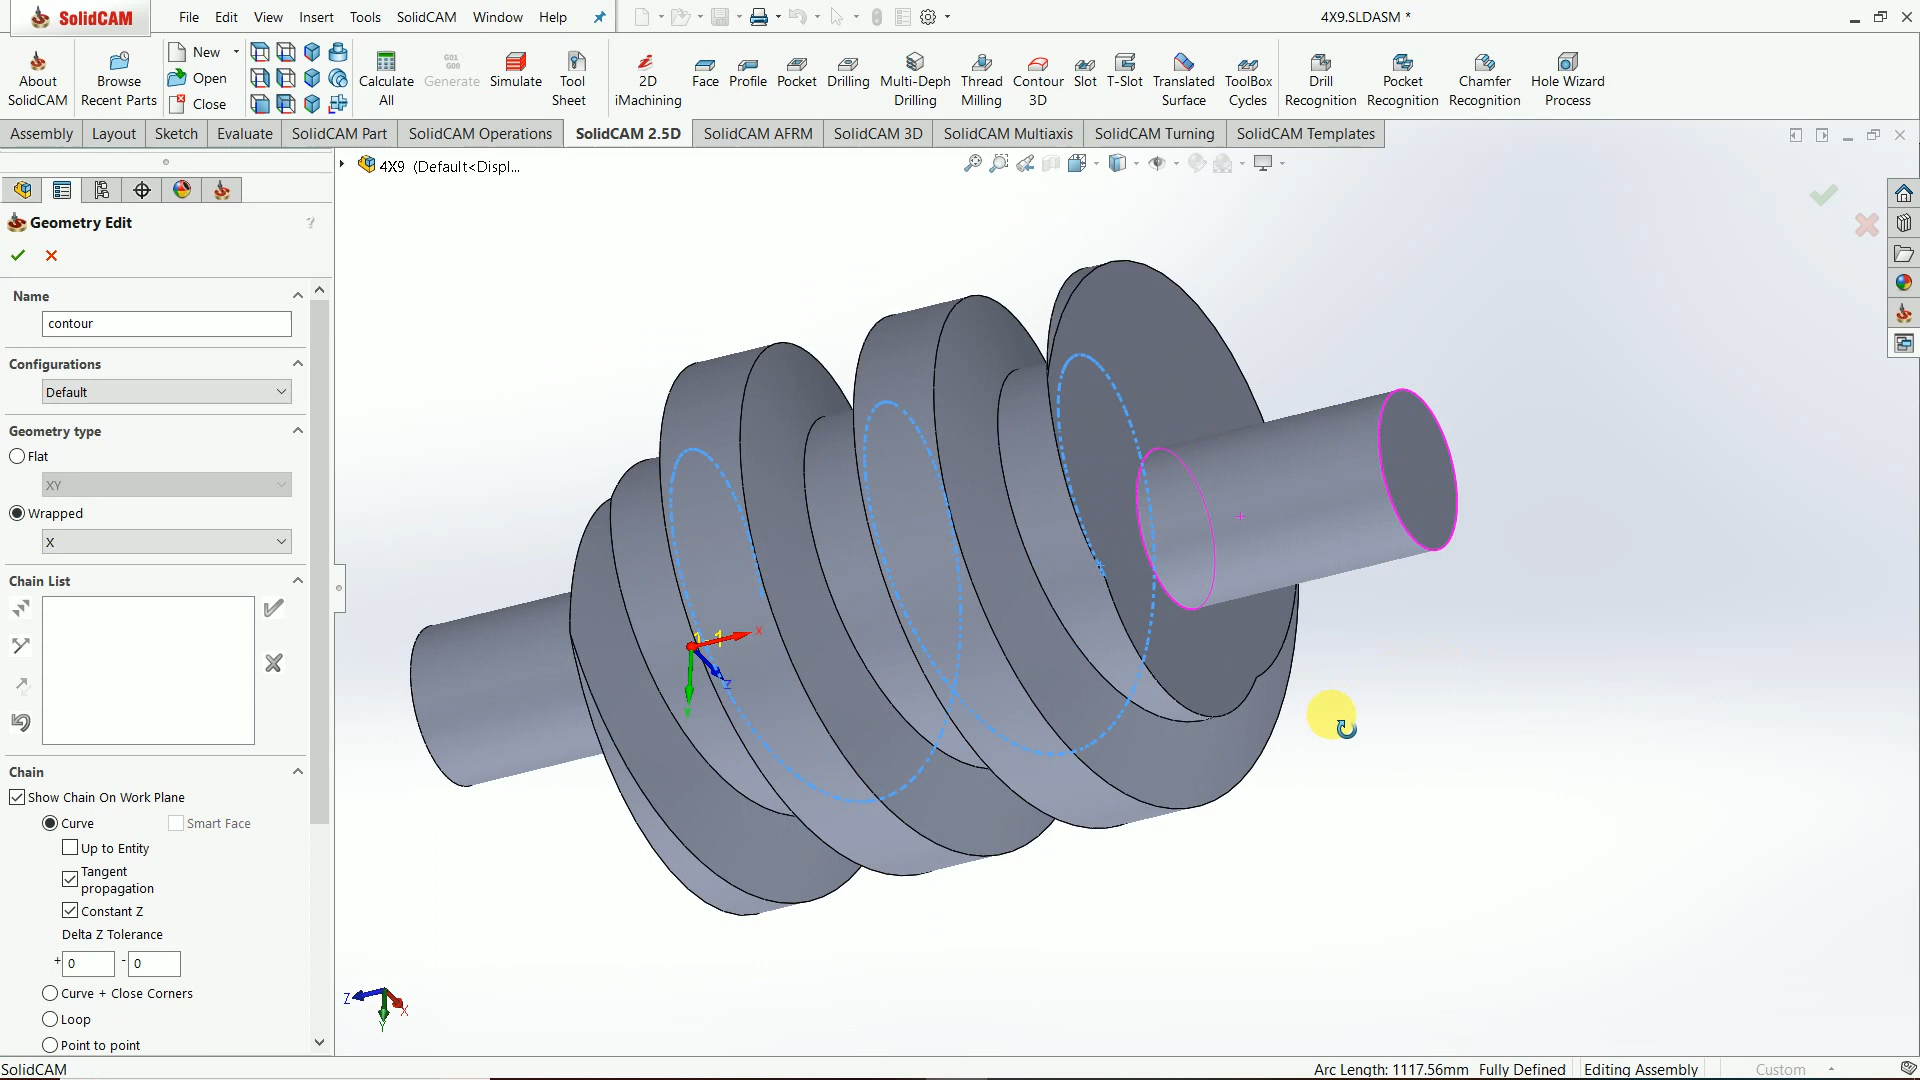 SolidCAM File Edit View Insert Tools SolidCAM Window Help 4X9.SLDASM *
About SolidCAM
Browse Recent Parts
New
Open
Close
Calculate All
G01 G00
Generate
Simulate
Tool Sheet
2D iMachining
Face
Profile
Pocket
Drilling
Multi-Deph Drilling
Thread Milling
Contour 3D
Slot
T-Slot
Translated Surface
ToolBox Cycles
Drill Recognition
Pocket Recognition
Chamfer Recognition
Hole Wizard Process
Assembly Layout Sketch Evaluate SolidCAM Part SolidCAM Operations SolidCAM 2.5D SolidCAM AFRM SolidCAM 3D SolidCAM Multiaxis SolidCAM Turning SolidCAM Templates
4X9 (Default<Displ...
Geometry Edit ?
Name
contour
Configurations
Default
Geometry type
Flat
XY
Wrapped
X
Chain List
Chain
Show Chain On Work Plane
Curve Smart Face
Up to Entity
Tangent
propagation
Constant Z
Delta Z Tolerance
+ 0 - 0
Curve + Close Corners
Loop
Point to point
X
Z
Y
Z
X
Y
SolidCAM Arc Length: 1117.56mm Fully Defined Editing Assembly Custom